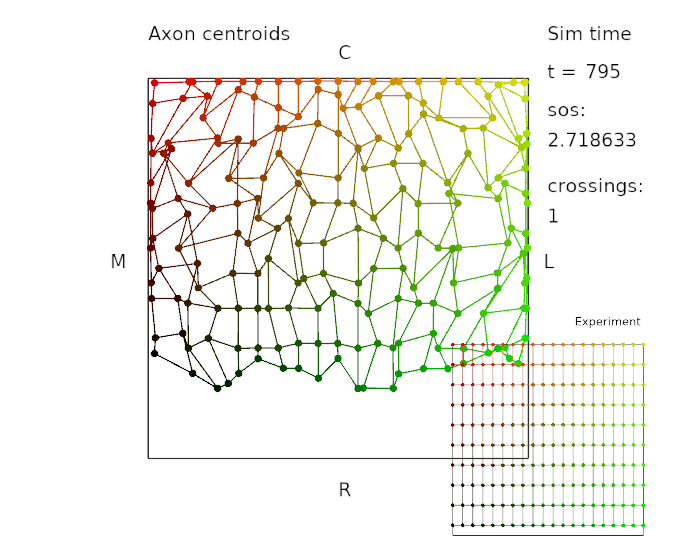 Axon centroids
C
Sim time
t = 795
sos:
2.718633
crossings:
1
M
L
Experiment
R